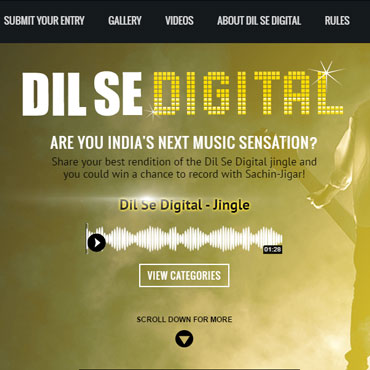 SUBMIT YOUR ENTRY GALLERY VIDEOS ABOUT DIL SE DIGITAL RULES
DIL SE DIGITAL
ARE YOU INDIA'S NEXT MUSIC SENSATION?
Share your best rendition of the Dil Se Digital jingle and
you could win a chance to record with Sachin-Jigar!
Dil Se Digital - Jingle
01:28
VIEW CATEGORIES
SCROLL DOWN FOR MORE